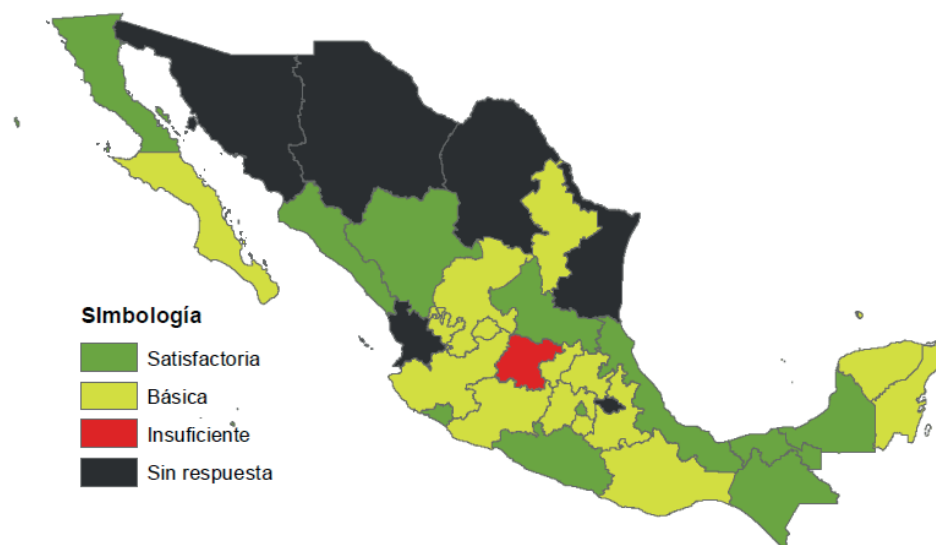 SImbología
Satisfactoria
Básica
Insuficiente
Sin respuesta